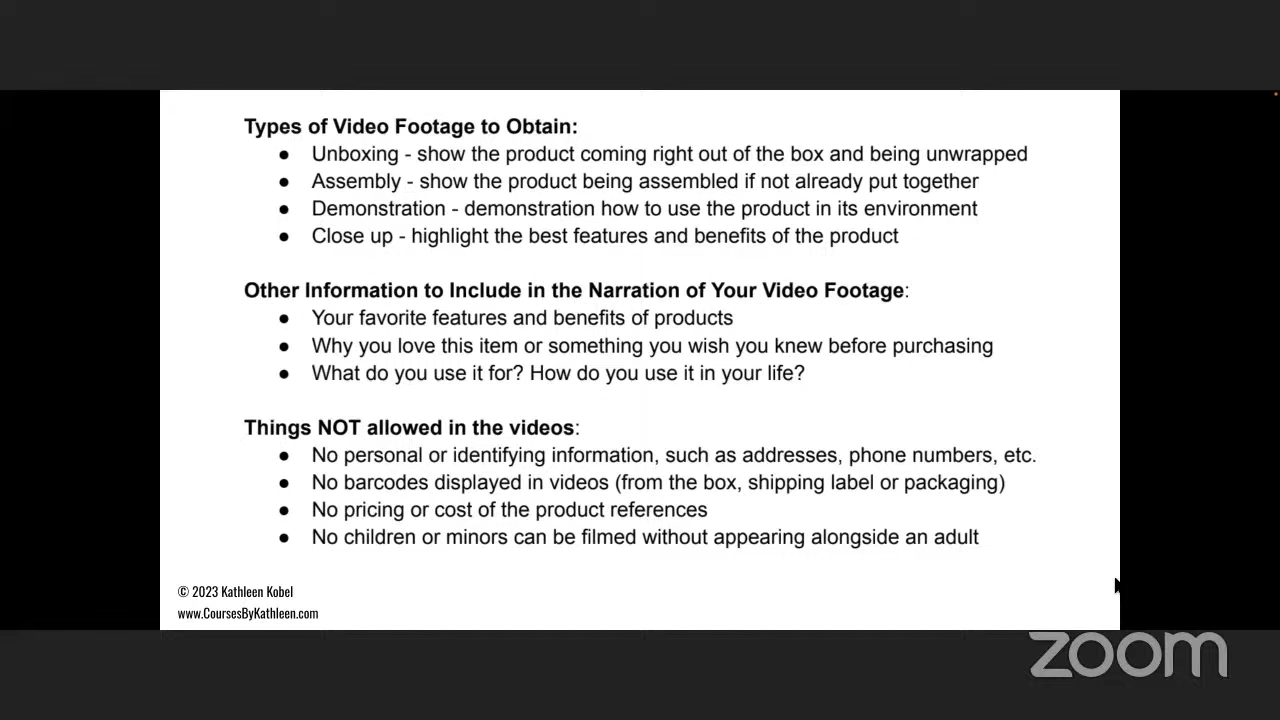 Types of Video Footage to Obtain:
● Unboxing - show the product coming right out of the box and being unwrapped
● Assembly - show the product being assembled if not already put together
● Demonstration - demonstration how to use the product in its environment
● Close up - highlight the best features and benefits of the product
Other Information to Include in the Narration of Your Video Footage:
● Your favorite features and benefits of products
● Why you love this item or something you wish you knew before purchasing
● What do you use it for? How do you use it in your life?
Things NOT allowed in the videos:
● No personal or identifying information, such as addresses, phone numbers, etc.
● No barcodes displayed in videos (from the box, shipping label or packaging)
● No pricing or cost of the product references
● No children or minors can be filmed without appearing alongside an adult
© 2023 Kathleen Kobel
www.CoursesByKathleen.com
zoom